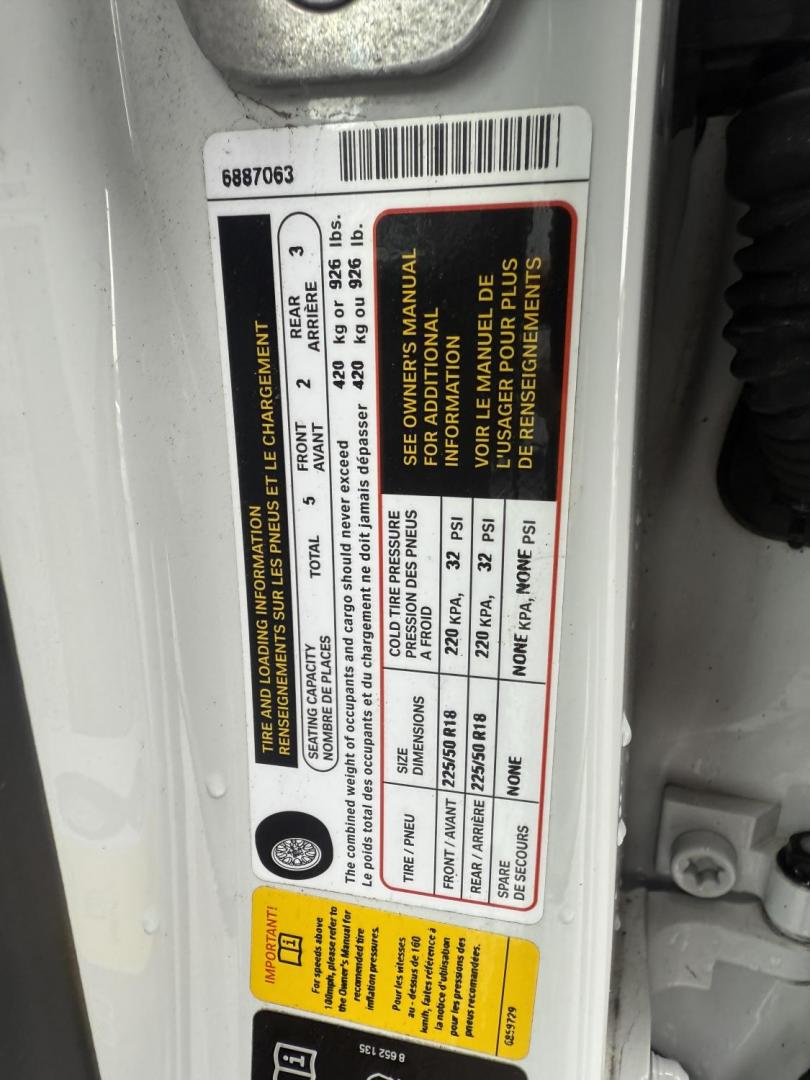 6887063
TIRE AND LOADING INFORMATION
RENSEIGNEMENTS SUR LES PNEUS ET LE CHARGEMENT
SEATING CAPACITY
NOMBRE DE PLACES
TOTAL 5
FRONT
AVANT
2
REAR
ARRIÈRE
3
The combined weight of occupants and cargo should never exceed 420 kg or 926 lbs.
Le poids total des occupants et du chargement ne doit jamais dépasser 420 kg ou 926 lb.
TIRE / PNEU
SIZE
DIMENSIONS
COLD TIRE PRESSURE
PRESSION DES PNEUS
A FROID
FRONT / AVANT 225/50 R18 220 KPA, 32 PSI
REAR / ARRIÈRE 225/50 R18 220 KPA, 32 PSI
SPARE
DE SECOURS
NONE NONE KPA, NONE PSI
SEE OWNER'S MANUAL
FOR ADDITIONAL
INFORMATION
VOIR LE MANUEL DE
L'USAGER POUR PLUS
DE RENSEIGNEMENTS
IMPORTANT!
For speeds above
100mph, please refer to
the Owner's Manual for
recomended tire
inflation pressures.
Pour les vitesses
au - dessus de 160
km/h, faites référence à
la notice d'utilisation
pour les pressions des
pneus recomandées.
6859729
8 652 135